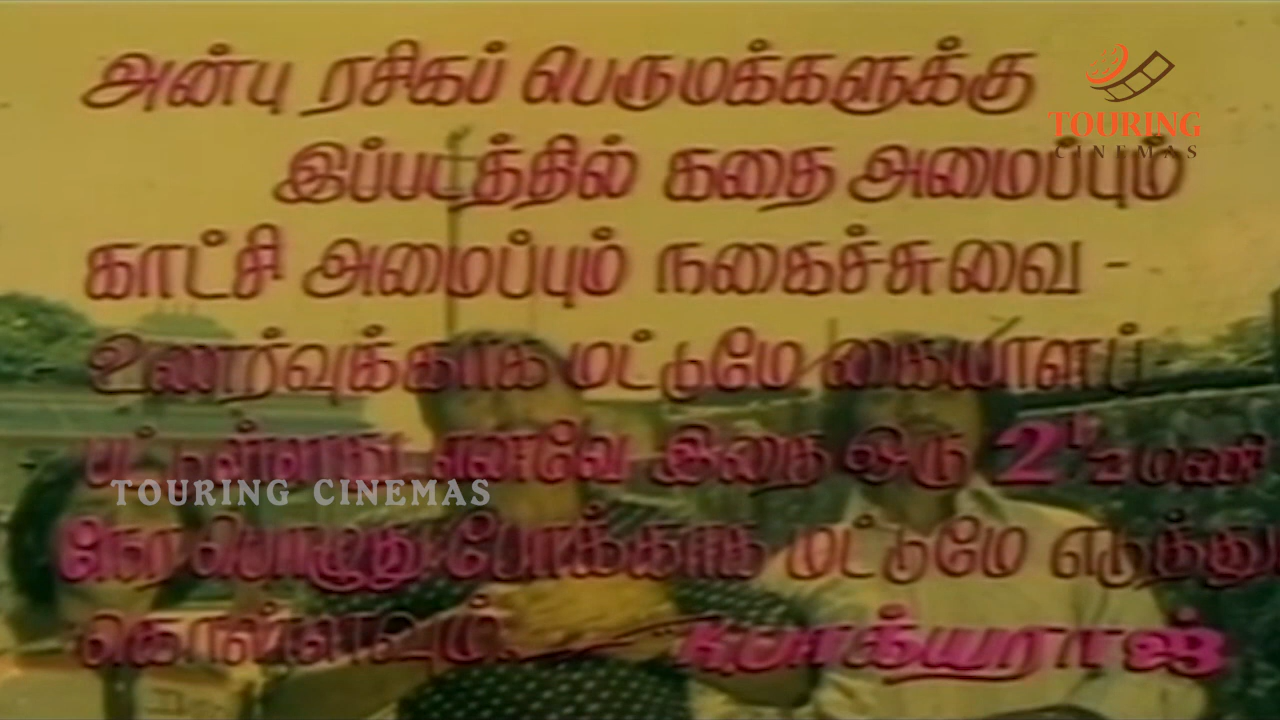 அன்பு ரசிகப் பெருமக்களுக்கு
TOURING
CINEMAS
இப்படத்தில் கதை அமைப்பும்
காட்சி அமைப்பும் நகைச்சுவை -
உணர்வுக்காக மட்டுமே கையாளப்
பட்டுள்ளது. எனவே இதை ஒரு 2½ மணி
TOURING CINEMAS
நேர பொழுது போக்காக மட்டுமே எடுத்து
கொள்ளவும். K. பாக்யராஜ்